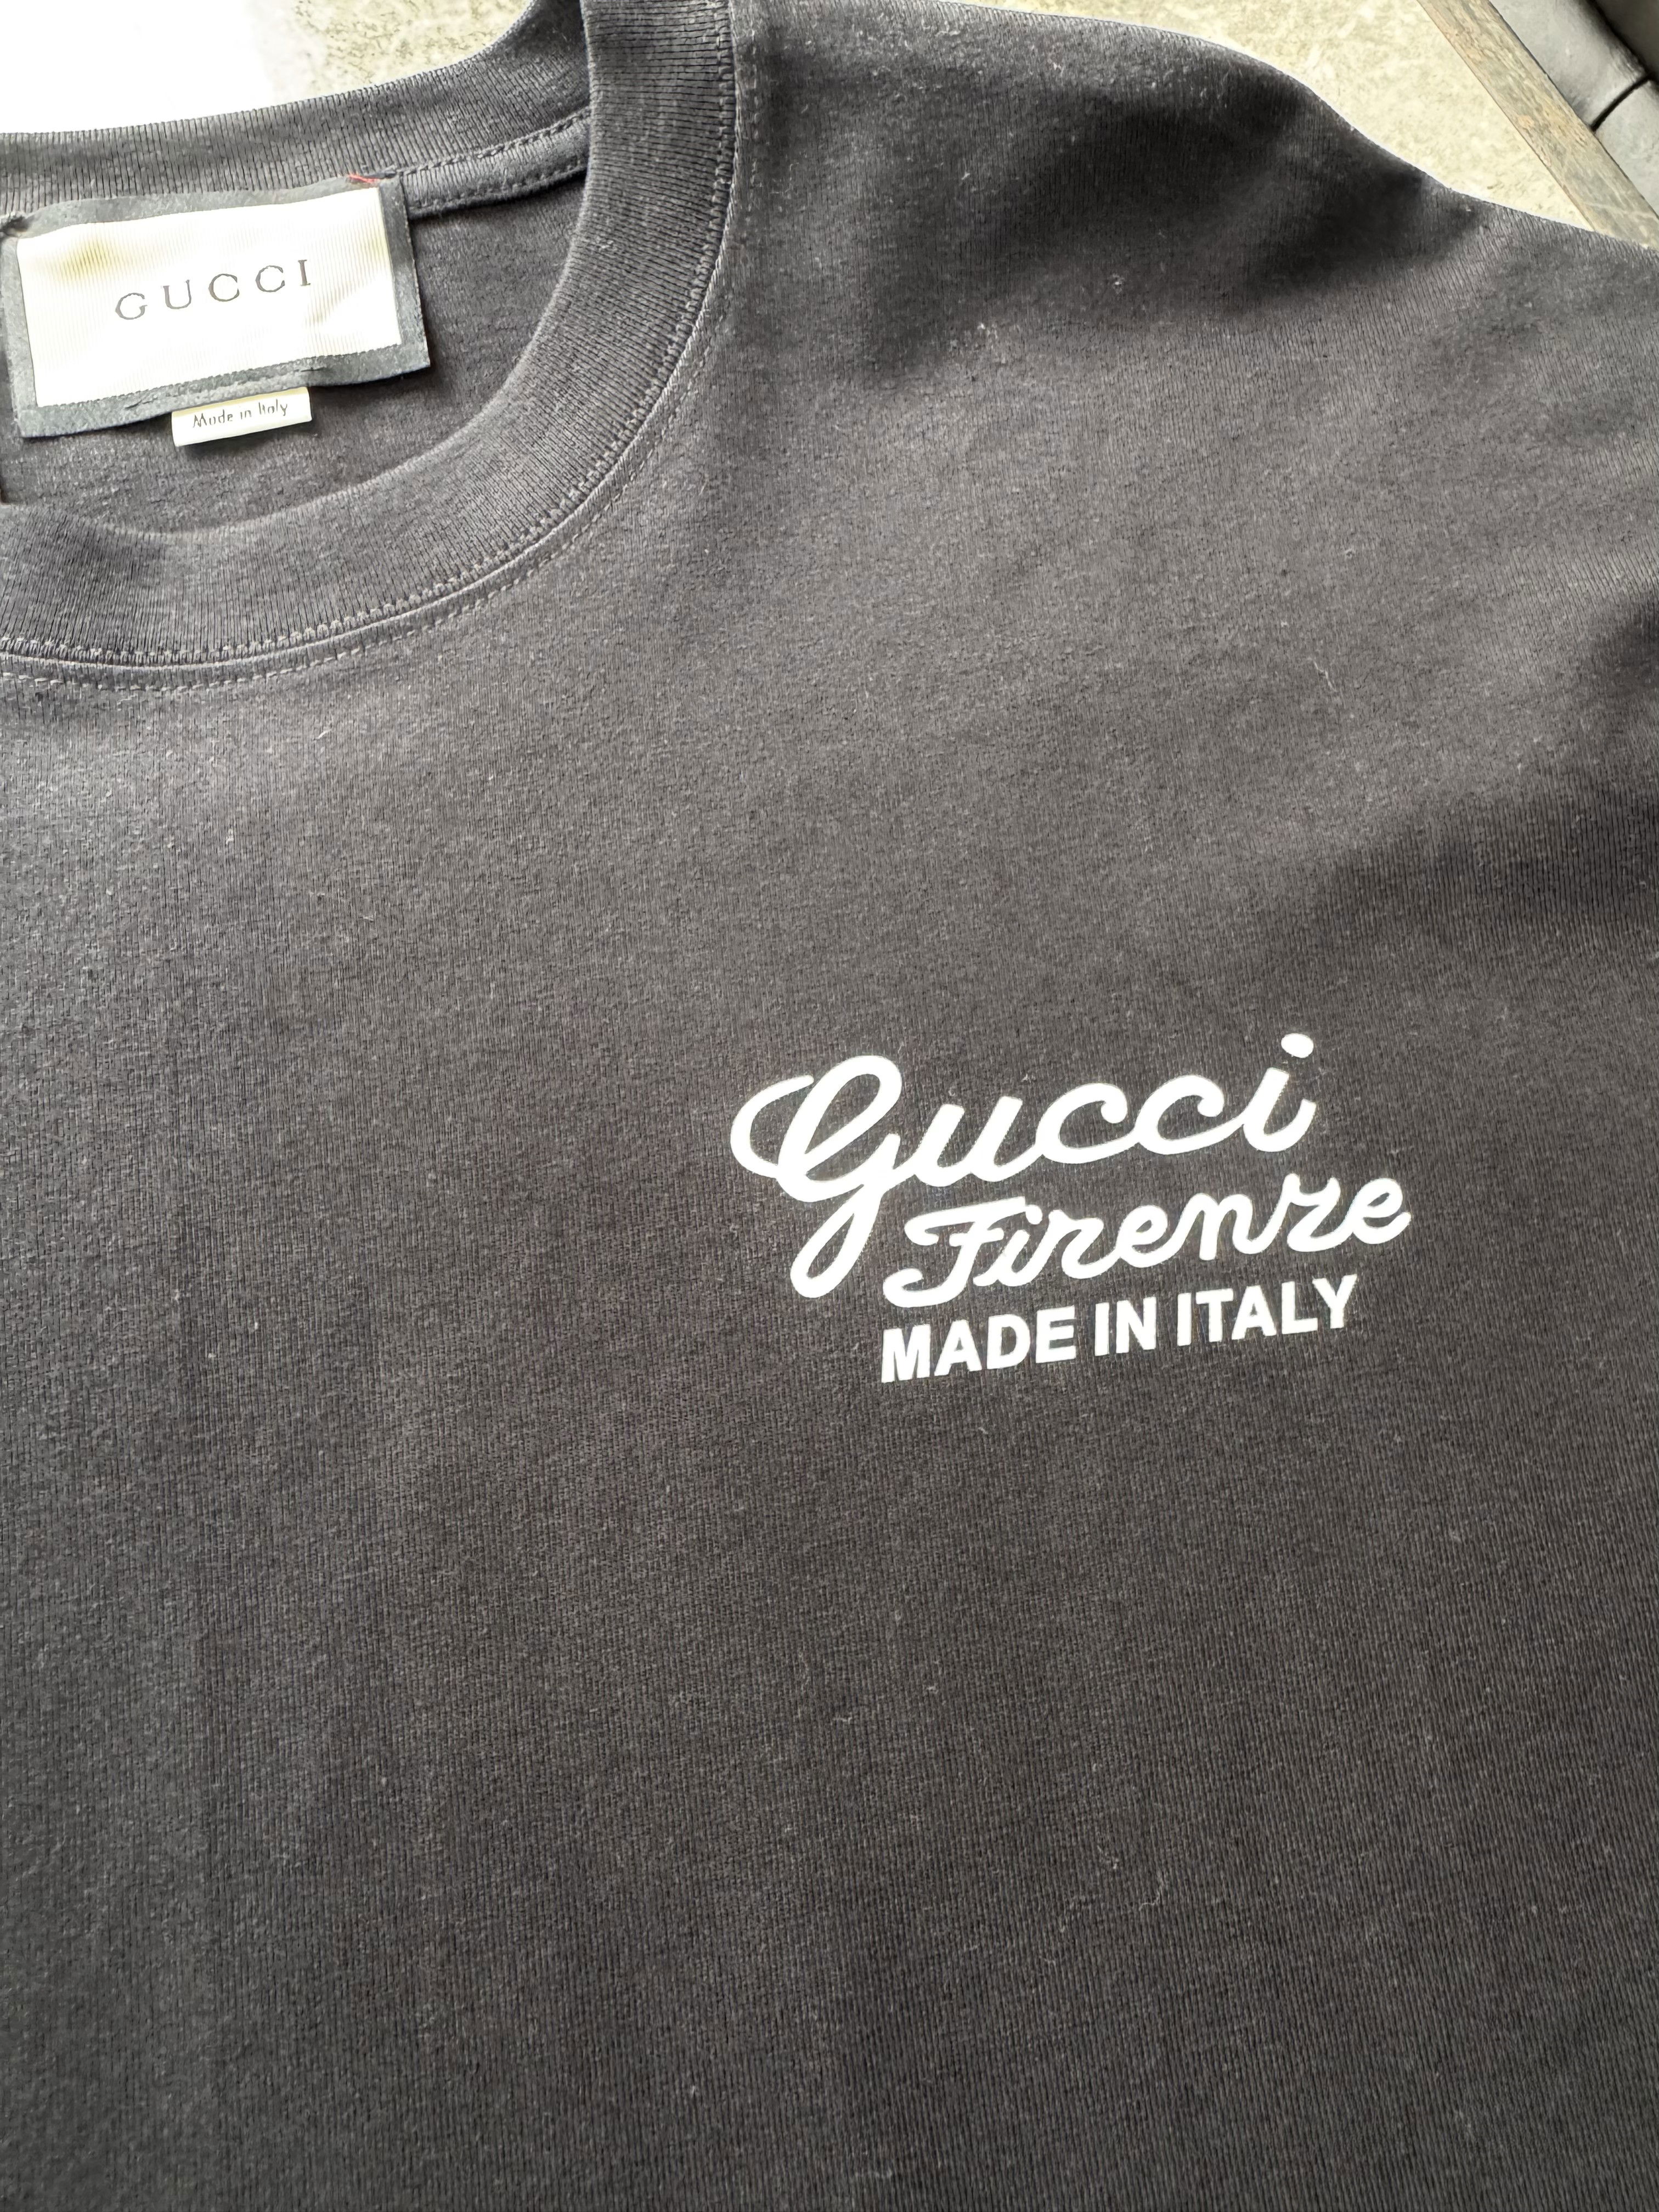 GUCCI
Made in Italy
Gucci
Firenze
MADE IN ITALY